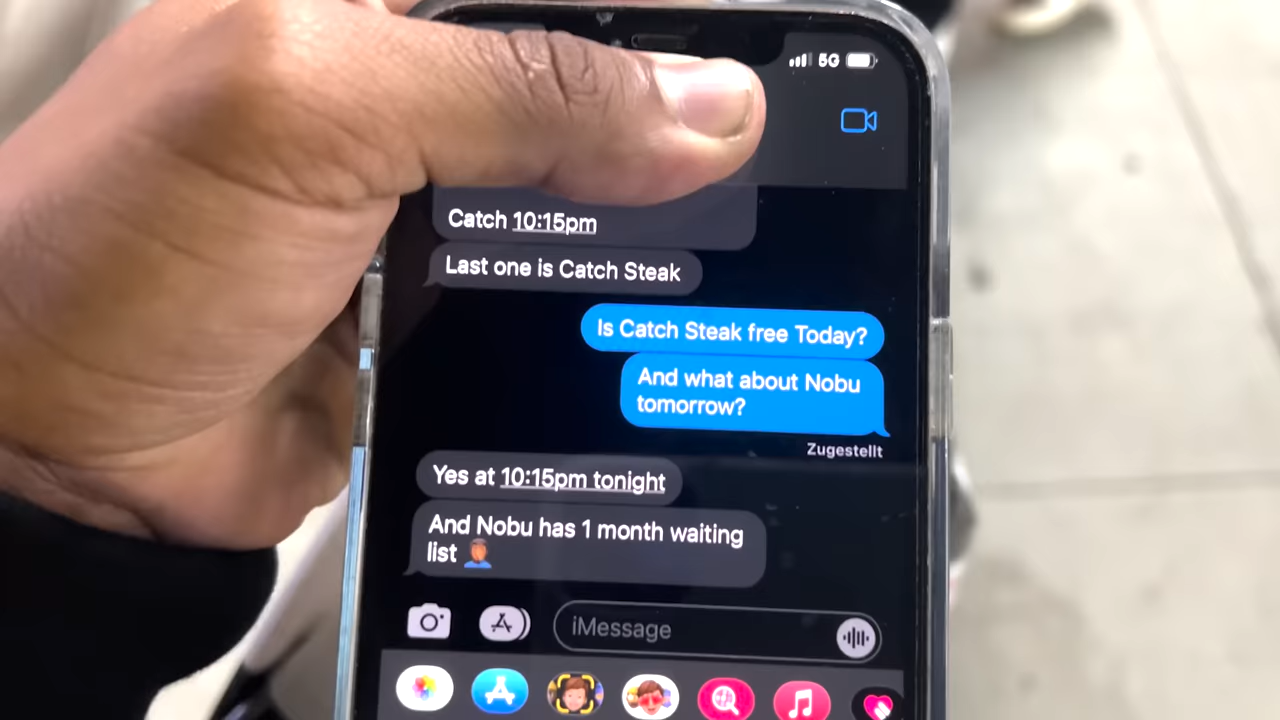 5G
Catch 10:15pm
Last one is Catch Steak
Is Catch Steak free Today?
And what about Nobu
tomorrow?
Zugestellt
Yes at 10:15pm tonight
And Nobu has 1 month waiting
list 🤦🏾‍♂️
iMessage